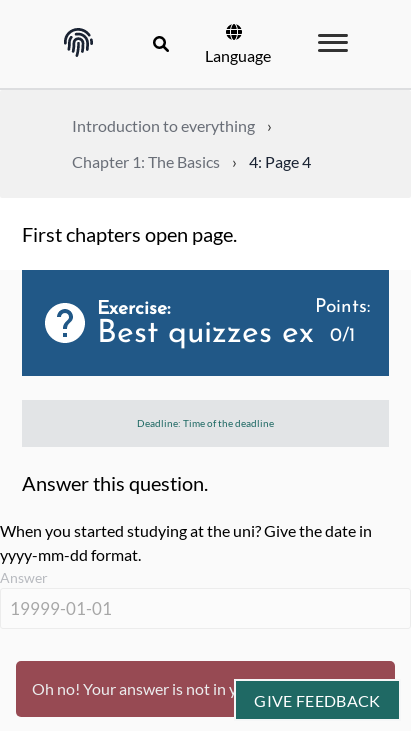 Language
Introduction to everything ›
Chapter 1: The Basics › 4: Page 4
First chapters open page.
Exercise:
Best quizzes ex
Points:
0/1
Deadline: Time of the deadline
Answer this question.
When you started studying at the uni? Give the date in
yyyy-mm-dd format.
Answer
19999-01-01
Oh no! Your answer is not in
GIVE FEEDBACK